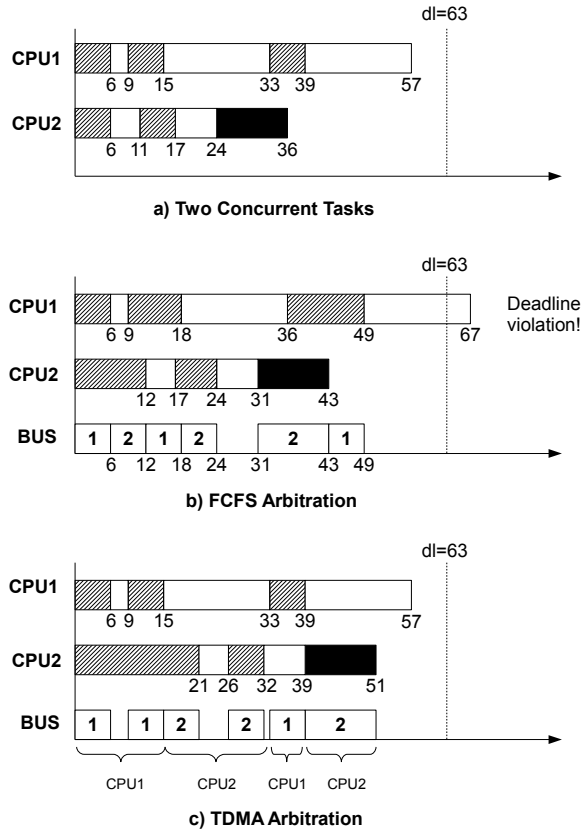 dl=63
CPU1
6 9 15 33 39 57
CPU2
6 11 17 24 36
a) Two Concurrent Tasks
dl=63
CPU1
Deadline violation!
6 9 18 36 49 67
CPU2
12 17 24 31 43
BUS 1 2 1 2 2 1
6 12 18 24 31 43 49
b) FCFS Arbitration
dl=63
CPU1
6 9 15 33 39 57
CPU2
21 26 32 39 51
BUS 1 1 2 2 1 2
CPU1 CPU2 CPU1 CPU2
c) TDMA Arbitration